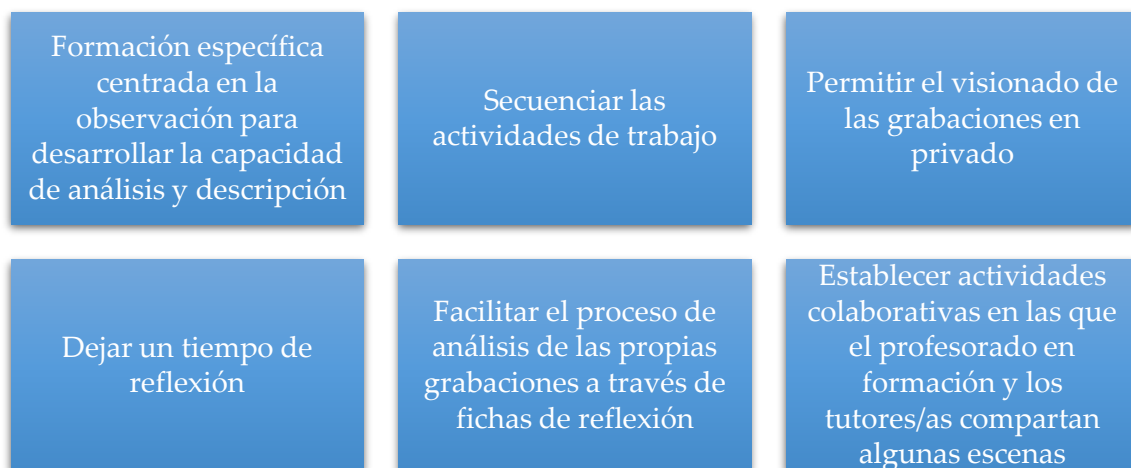 Formación específica
centrada en la
observación para
desarrollar la capacidad
de análisis y descripción
Secuenciar las
actividades de trabajo
Permitir el visionado de
las grabaciones en
privado
Dejar un tiempo de
reflexión
Facilitar el proceso de
análisis de las propias
grabaciones a través de
fichas de reflexión
Establecer actividades
colaborativas en las que
el profesorado en
formación y los
tutores/as compartan
algunas escenas